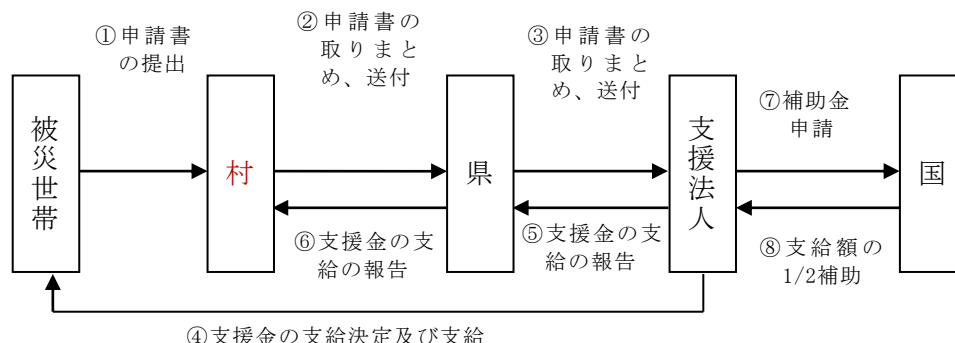 ①申請書
の提出
②申請書の
取りまと
め、送付
③申請書の
取りまと
め、送付
⑦補助金
申請
被災世帯
村
県
支援法人
国
⑥支援金の支
給の報告
⑤支援金の支
給の報告
⑧支給額の
1/2補助
④支援金の支給決定及び支給